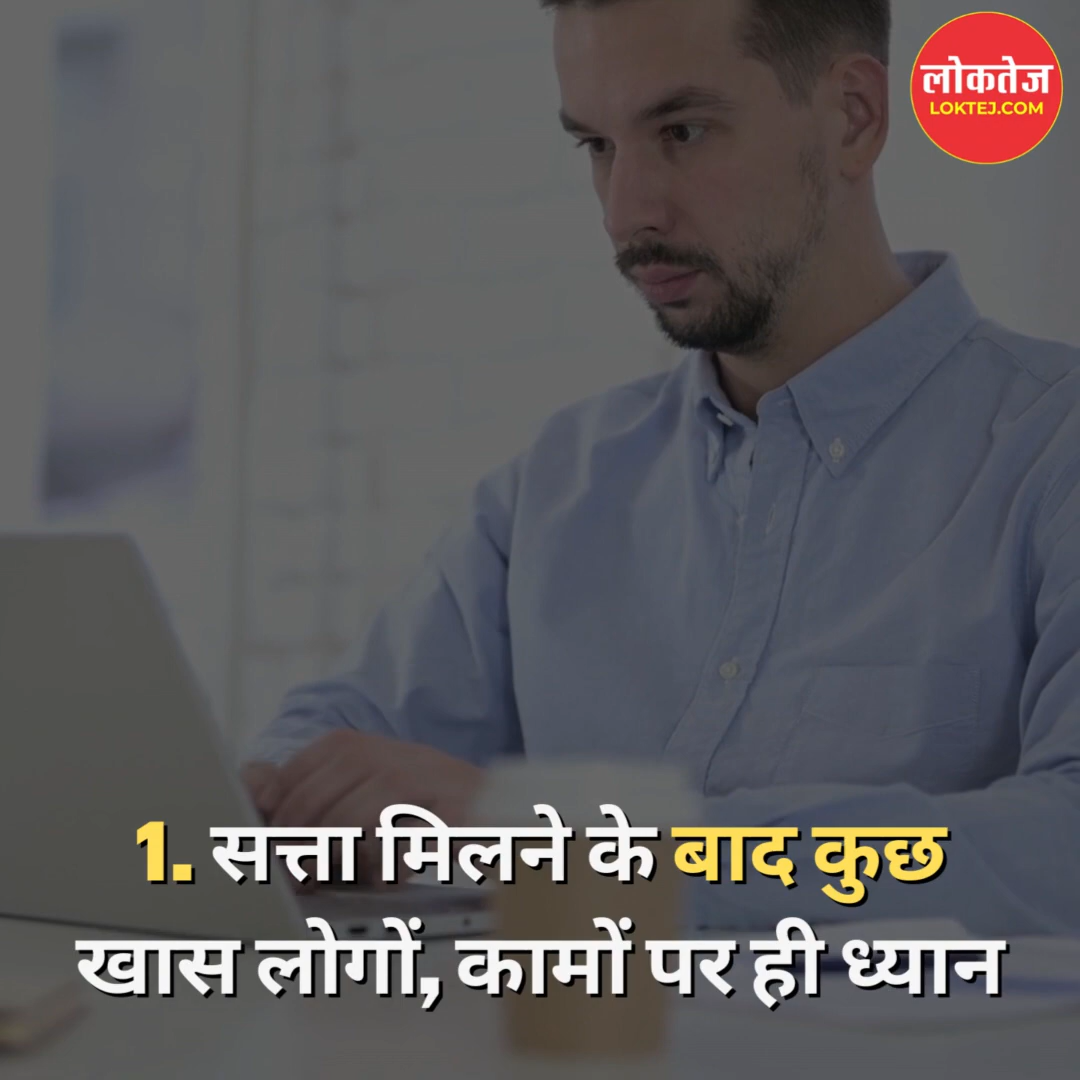 लोकतेज
LOKTEJ.COM
1. सत्ता मिलने के बाद कुछ
खास लोगों, कामों पर ही ध्यान